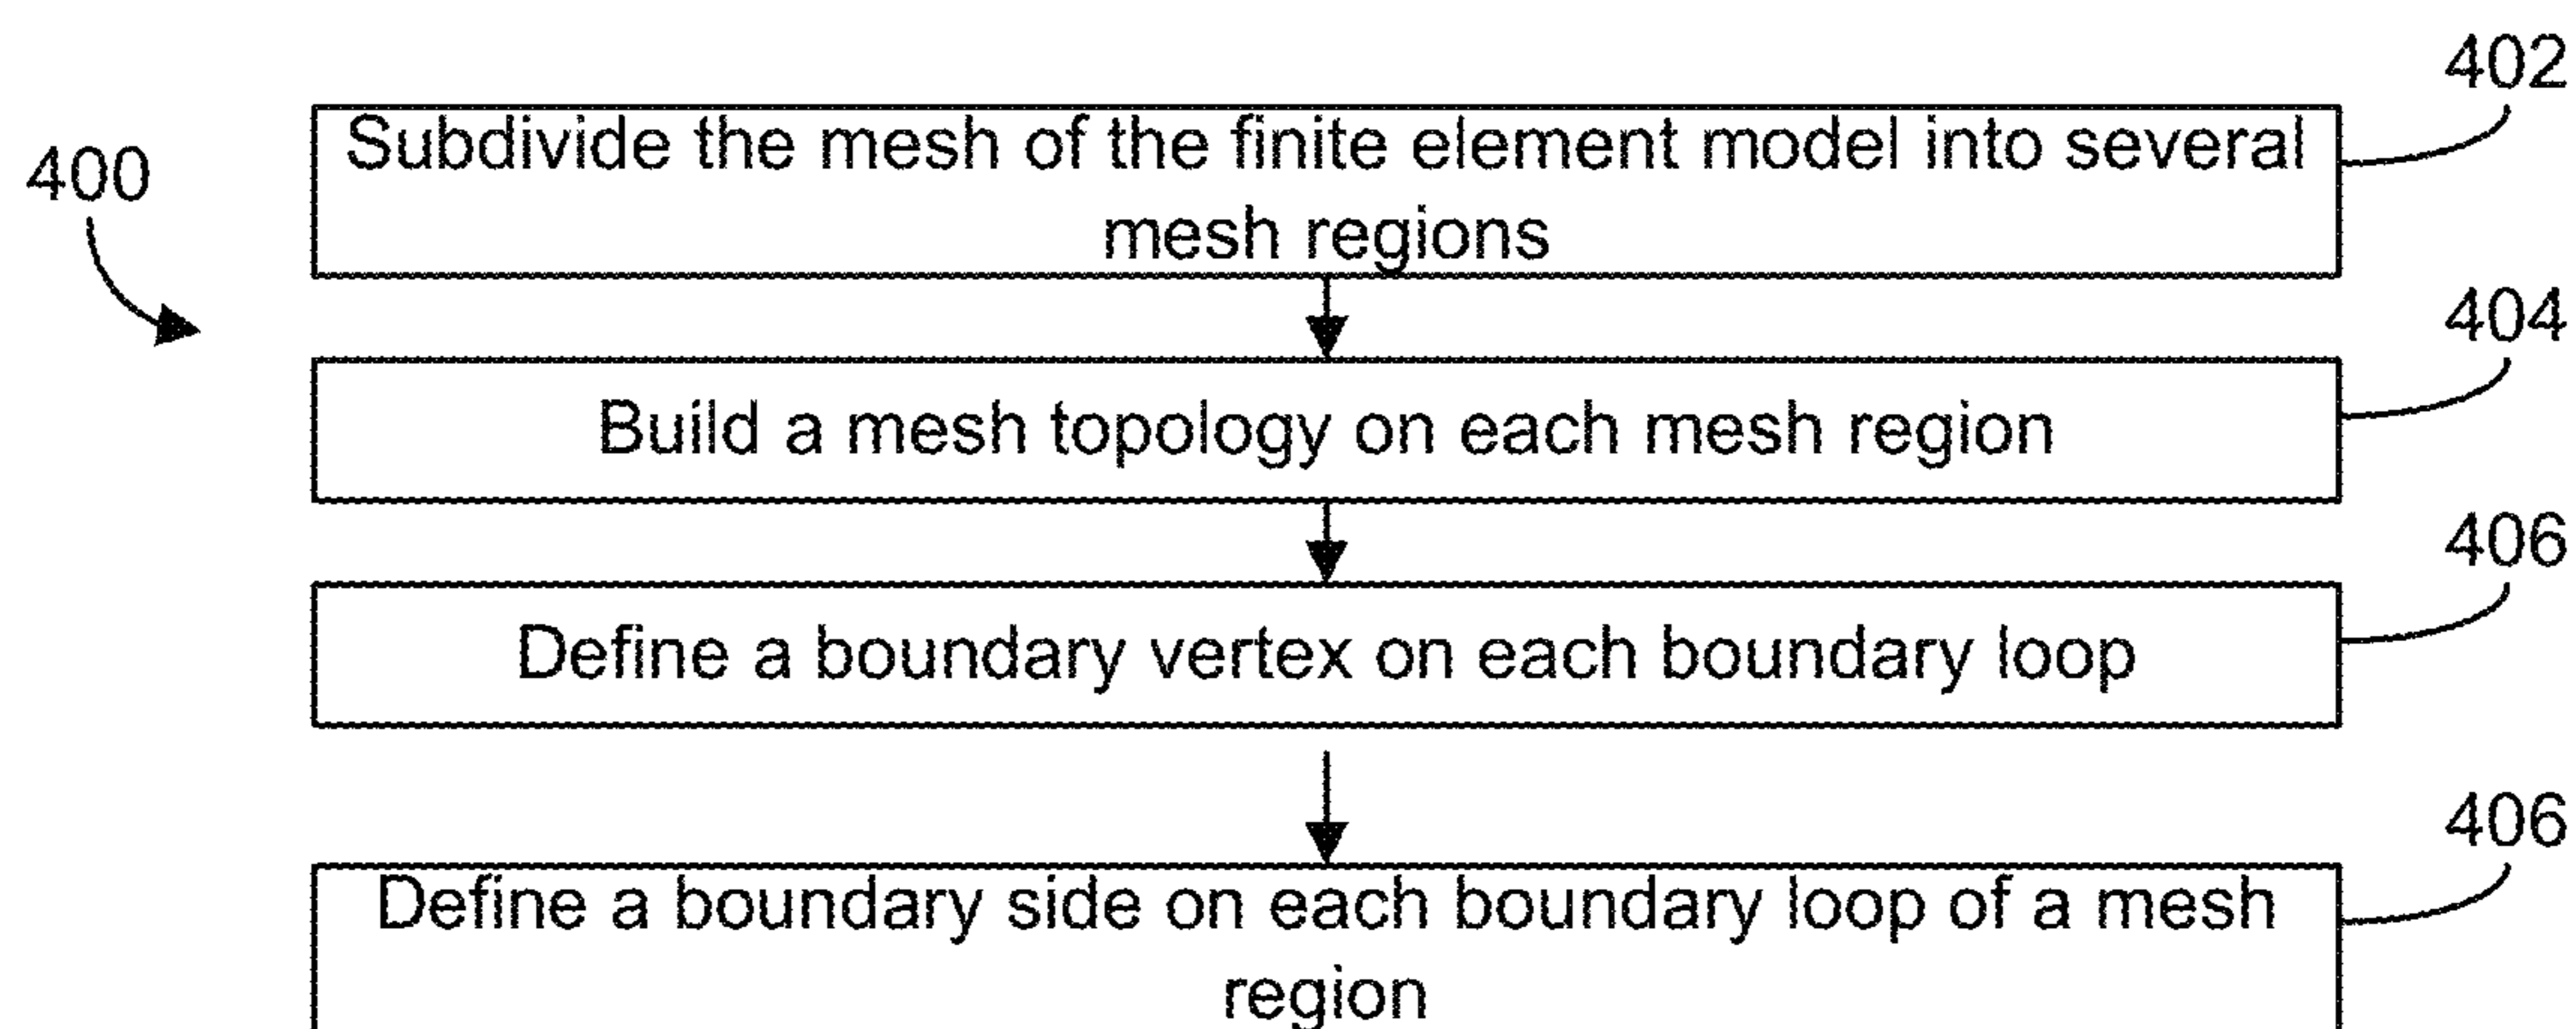 402
Subdivide the mesh of the finite element model into several
mesh regions
400
404
Build a mesh topology on each mesh region
406
Define a boundary vertex on each boundary loop
406
Define a boundary side on each boundary loop of a mesh
region